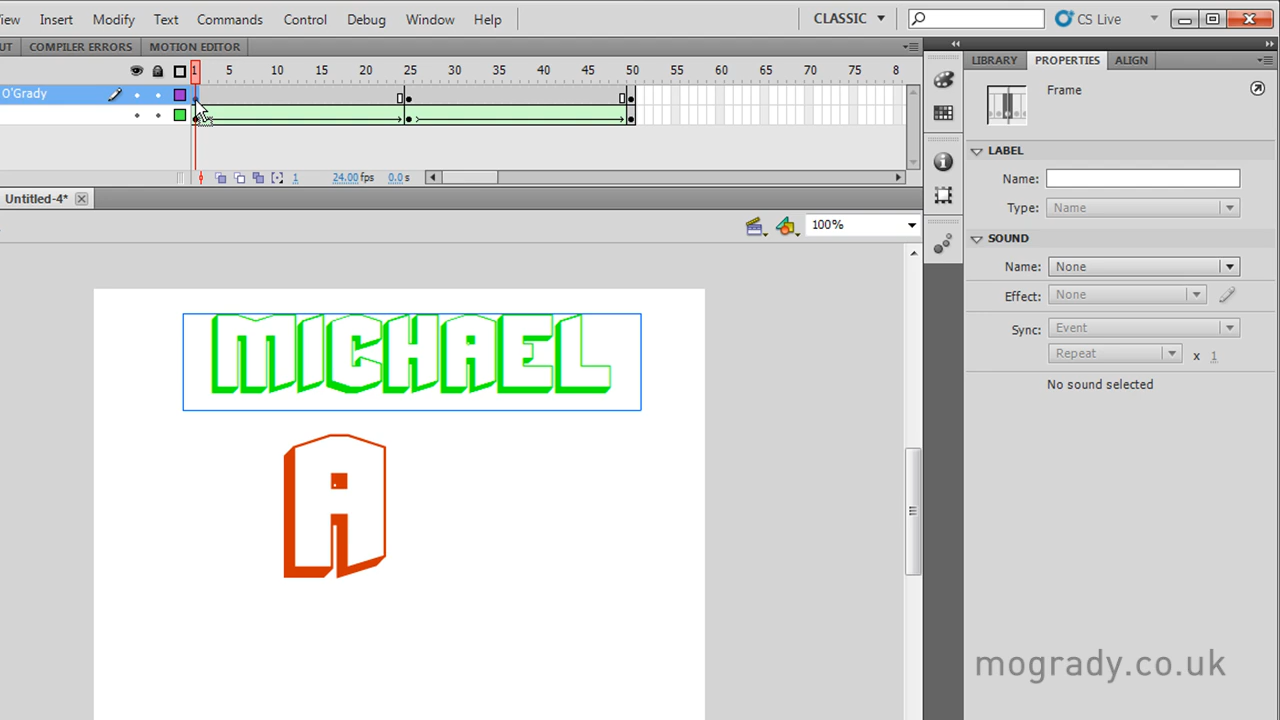 Insert Modify Text Commands Control Debug Window Help CLASSIC CS Live
COMPILER ERRORS MOTION EDITOR
1 5 10 15 20 25 30 35 40 45 50 55 60 65 70 75 8
O'Grady
1 24.00 fps 0.0 s
Untitled-4*
100%
MICHAEL
A
LIBRARY PROPERTIES ALIGN
Frame
LABEL
Name:
Type: Name
SOUND
Name: None
Effect: None
Sync: Event
Repeat x 1
No sound selected
mogrady.co.uk